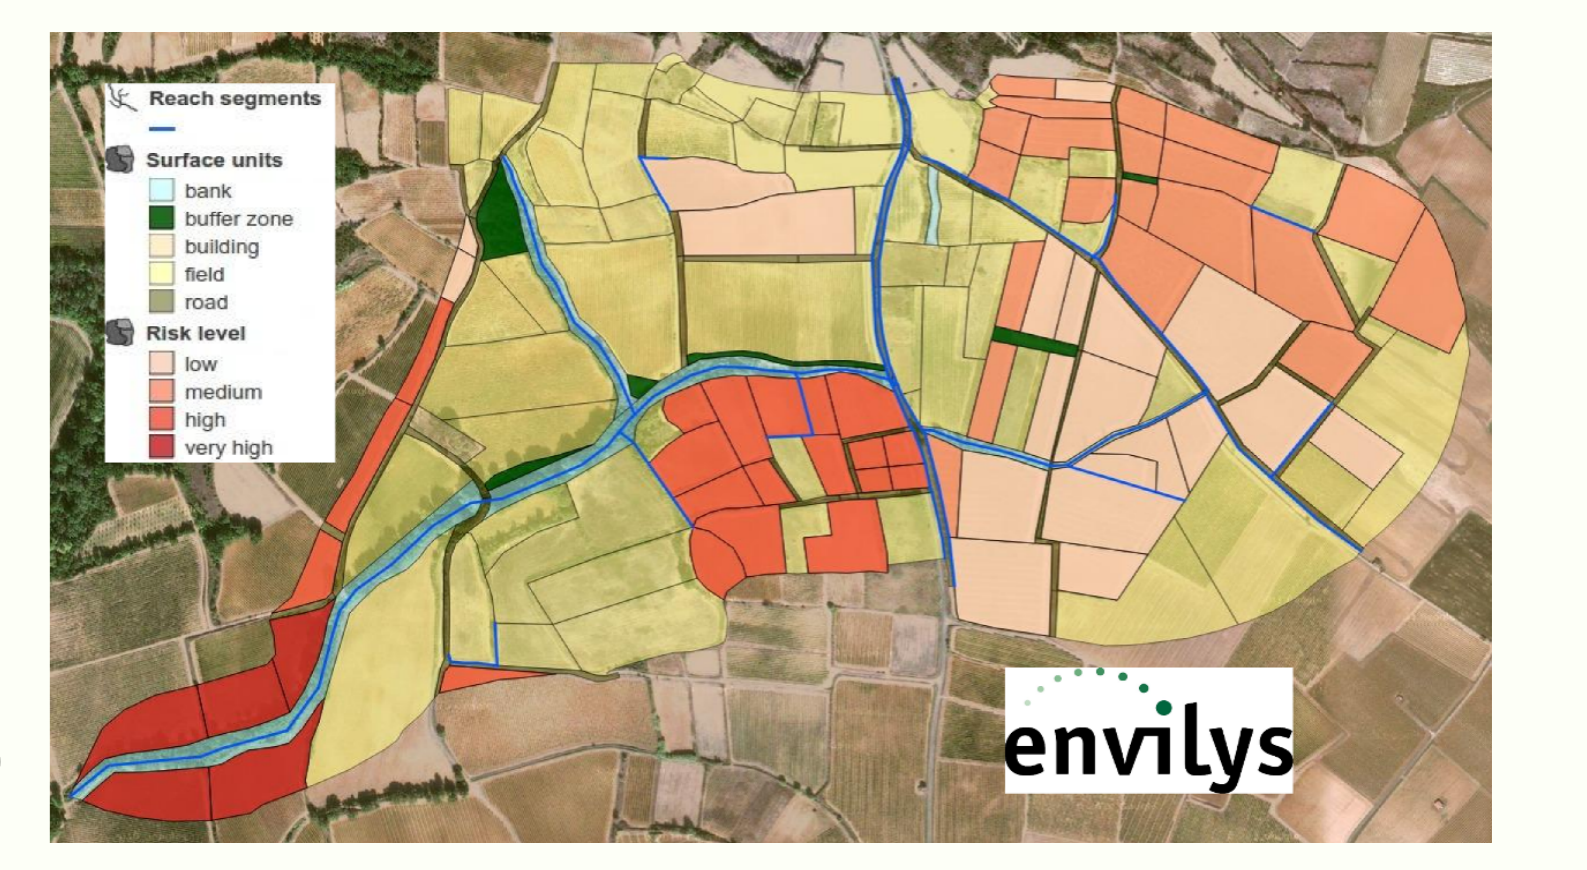 Reach segments
Surface units
bank
buffer zone
building
field
road
Risk level
low
medium
high
very high
envilys